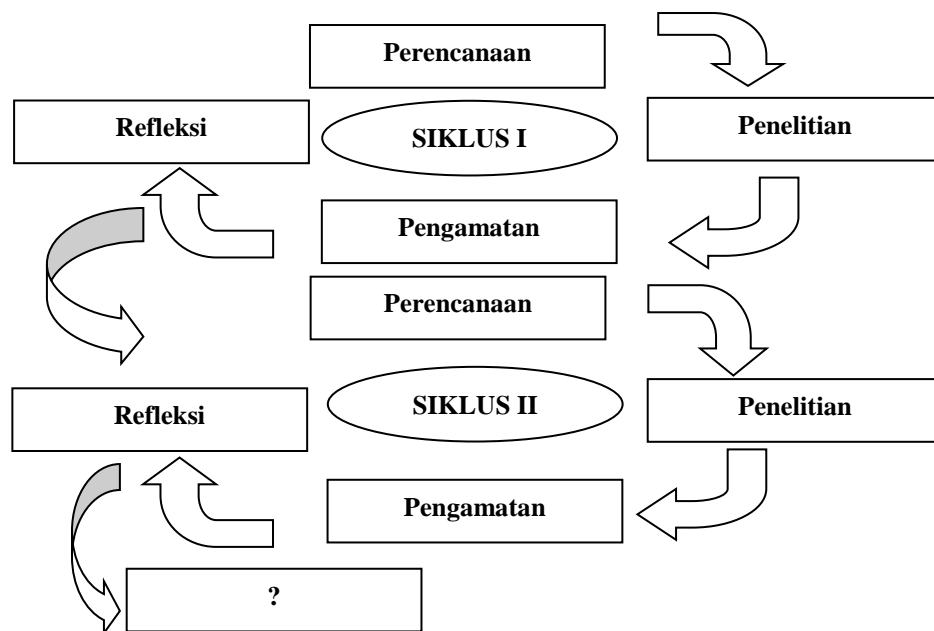 Perencanaan
Refleksi
SIKLUS I
Penelitian
Pengamatan
Perencanaan
Refleksi
SIKLUS II
Penelitian
Pengamatan
?